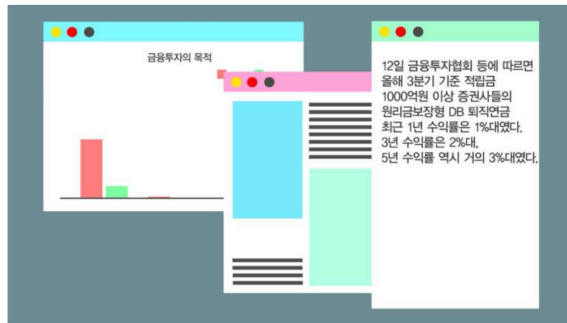 금융투자의 목적
12일 금융투자협회 등에 따르면
올해 3분기 기준 적립금
1000억원 이상 증권사들의
원리금보장형 DB 퇴직연금
최근 1년 수익률은 1%대였다.
3년 수익률은 2%대,
5년 수익률 역시 거의 3%대였다.